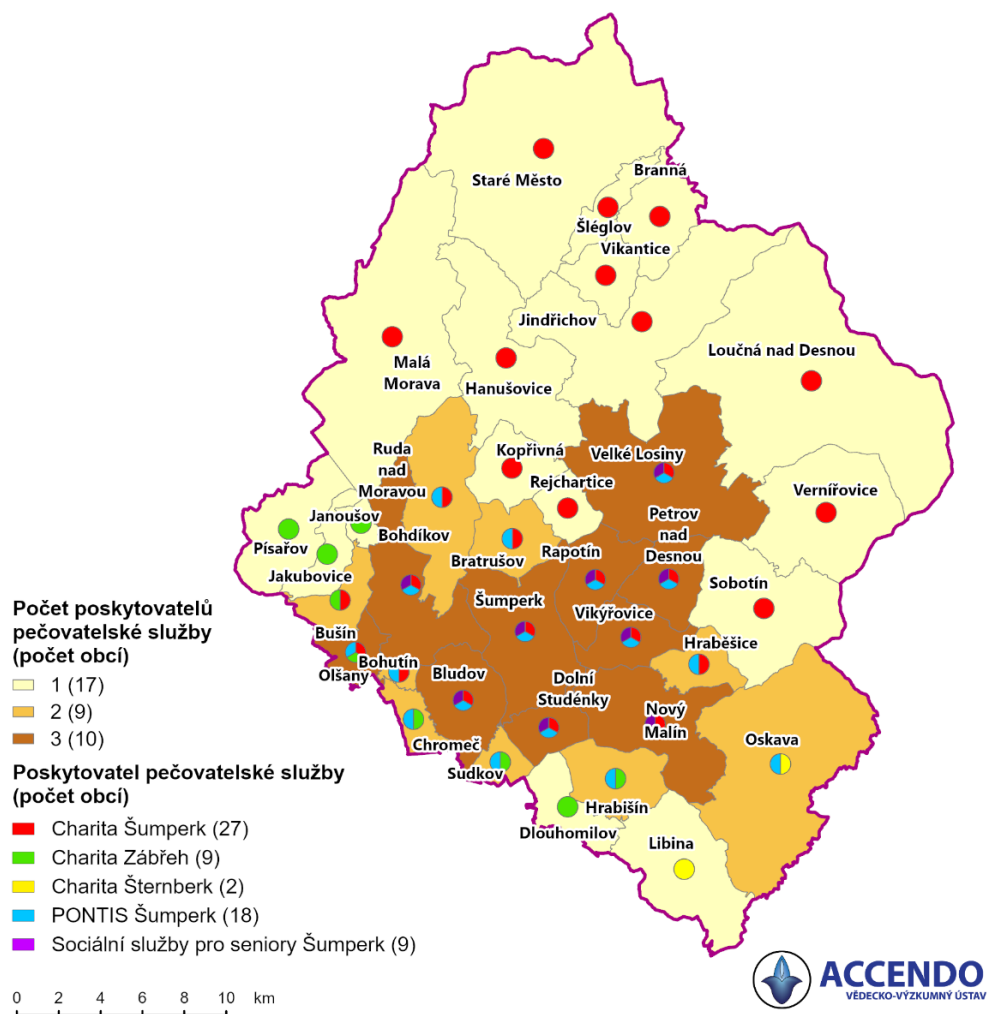 Staré Město
Branná
Šléglov
Vikantice
Jindřichov
Loučná nad Desnou
Malá
Morava
Hanušovice
Ruda
nad
Moravou
Kopřivná
Velké Losiny
Rejchartice
Vernířovice
Janoušov
Petrov
nad
Desnou
Písařov
Bohdíkov
Bratrušov
Rapotín
Jakubovice
Sobotín
Šumperk
Vikýřovice
Bušín
Hraběšice
Olšany
Bohutín
Bludov
Dolní
Studénky
Nový
Malín
Chromeč
Oskava
Sudkov
Hrabišín
Dlouhomilov
Libina
Počet poskytovatelů
pečovatelské služby
(počet obcí)
1 (17)
2 (9)
3 (10)
Poskytovatel pečovatelské služby
(počet obcí)
Charita Šumperk (27)
Charita Zábřeh (9)
Charita Šternberk (2)
PONTIS Šumperk (18)
Sociální služby pro seniory Šumperk (9)
0 2 4 6 8 10 km
ACCENDO
VĚDECKO-VÝZKUMNÝ ÚSTAV